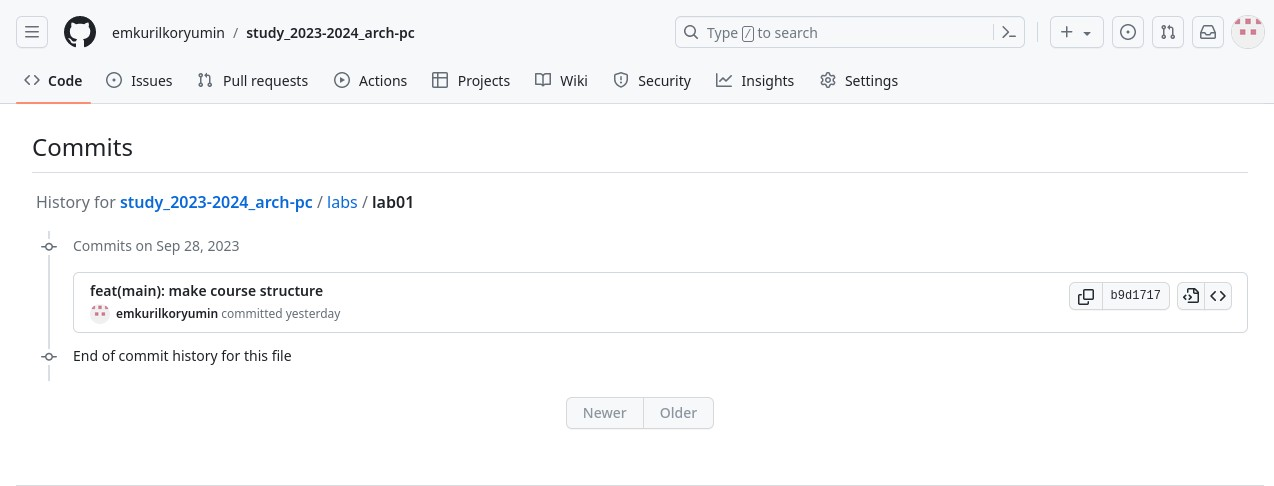 emkurilkoryumin / study_2023-2024_arch-pc
Type / to search
Code Issues Pull requests Actions Projects Wiki Security Insights Settings
Commits
History for study_2023-2024_arch-pc / labs / lab01
Commits on Sep 28, 2023
feat(main): make course structure
b9d1717
emkurilkoryumin committed yesterday
End of commit history for this file
Newer Older